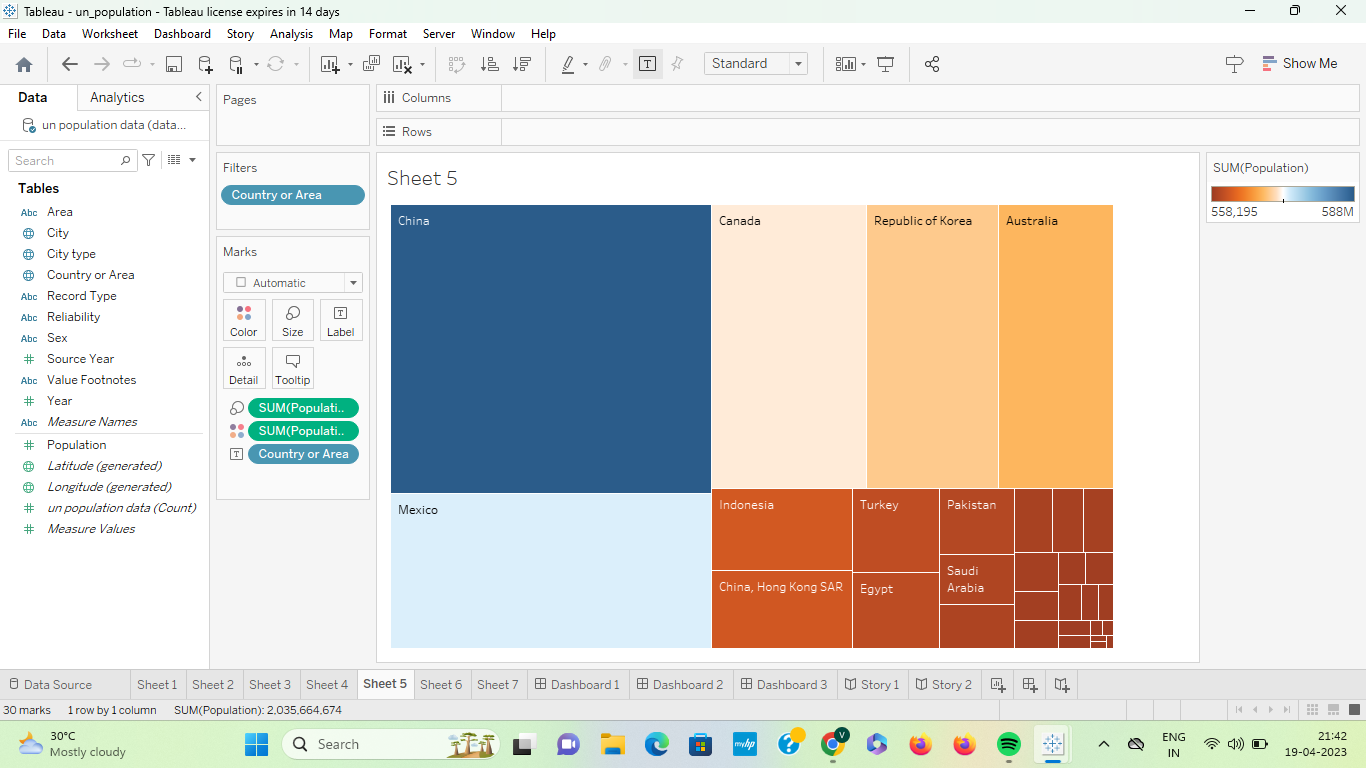 Tableau - un_population - Tableau license expires in 14 days
File Data Worksheet Dashboard Story Analysis Map Format Server Window Help
Standard
Show Me
Data Analytics
un population data (data...
Search
Tables
Abc Area
City
City type
Country or Area
Abc Record Type
Abc Reliability
Abc Sex
Source Year
Abc Value Footnotes
Year
Abc Measure Names
Population
Latitude (generated)
Longitude (generated)
un population data (Count)
Measure Values
Pages
Filters
Country or Area
Marks
Automatic
Color Size Label
Detail Tooltip
SUM(Populati..
SUM(Populati..
Country or Area
Columns
Rows
Sheet 5
China
Canada
Republic of Korea
Australia
Mexico
Indonesia
Turkey
Pakistan
China, Hong Kong SAR
Egypt
Saudi
Arabia
SUM(Population)
558,195 588M
Data Source Sheet 1 Sheet 2 Sheet 3 Sheet 4 Sheet 5 Sheet 6 Sheet 7 Dashboard 1 Dashboard 2 Dashboard 3 Story 1 Story 2
30 marks 1 row by 1 column SUM(Population): 2,035,664,674
30°C
Mostly cloudy
Search
myhp
V
ENG
IN
21:42
19-04-2023